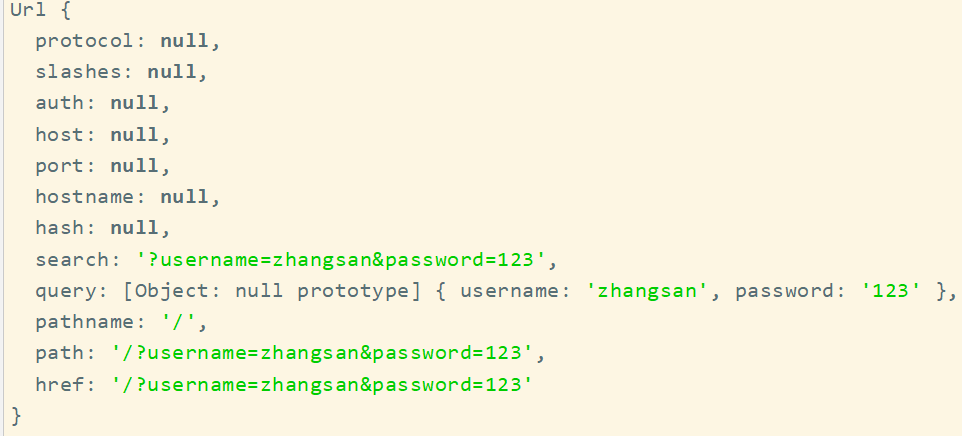 Url {
  protocol: null,
  slashes: null,
  auth: null,
  host: null,
  port: null,
  hostname: null,
  hash: null,
  search: '?username=zhangsan&password=123',
  query: [Object: null prototype] { username: 'zhangsan', password: '123' },
  pathname: '/',
  path: '/?username=zhangsan&password=123',
  href: '/?username=zhangsan&password=123'
}